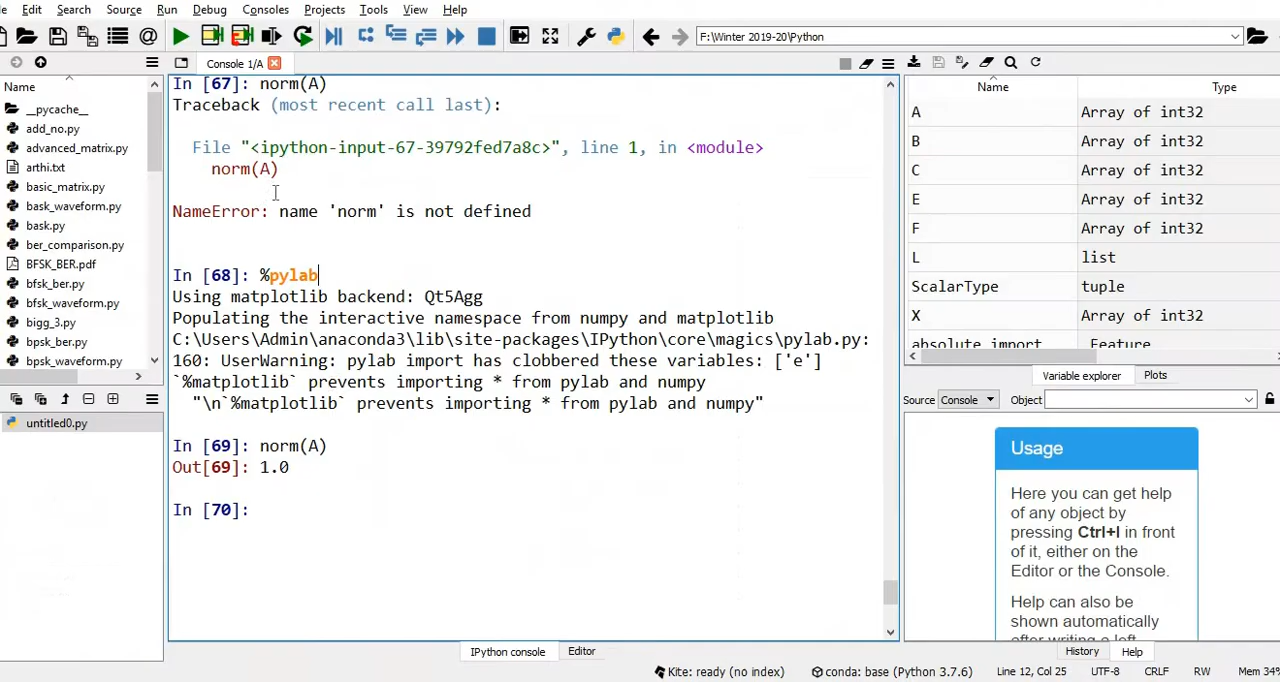 Edit Search Source Run Debug Consoles Projects Tools View Help
F:\Winter 2019-20\Python
Console 1/A
Name
__pycache__
add_no.py
advanced_matrix.py
arthi.txt
basic_matrix.py
bask_waveform.py
bask.py
ber_comparison.py
BFSK_BER.pdf
bfsk_ber.py
bfsk_waveform.py
bigg_3.py
bpsk_ber.py
bpsk_waveform.py
untitled0.py
In [67]: norm(A)
Traceback (most recent call last):
File "<ipython-input-67-39792fed7a8c>", line 1, in <module>
norm(A)
NameError: name 'norm' is not defined
In [68]: %pylab
Using matplotlib backend: Qt5Agg
Populating the interactive namespace from numpy and matplotlib
C:\Users\Admin\anaconda3\lib\site-packages\IPython\core\magics\pylab.py:
160: UserWarning: pylab import has clobbered these variables: ['e']
`%matplotlib` prevents importing * from pylab and numpy
"\n`%matplotlib` prevents importing * from pylab and numpy"
In [69]: norm(A)
Out[69]: 1.0
In [70]:
IPython console Editor
Name Type
A Array of int32
B Array of int32
C Array of int32
E Array of int32
F Array of int32
L list
ScalarType tuple
X Array of int32
absolute_import _Feature
Variable explorer Plots
Source Console Object
Usage
Here you can get help
of any object by
pressing Ctrl+I in front
of it, either on the
Editor or the Console.
Help can also be
shown automatically
after writing a left
History Help
Kite: ready (no index) conda: base (Python 3.7.6) Line 12, Col 25 UTF-8 CRLF RW Mem 34%